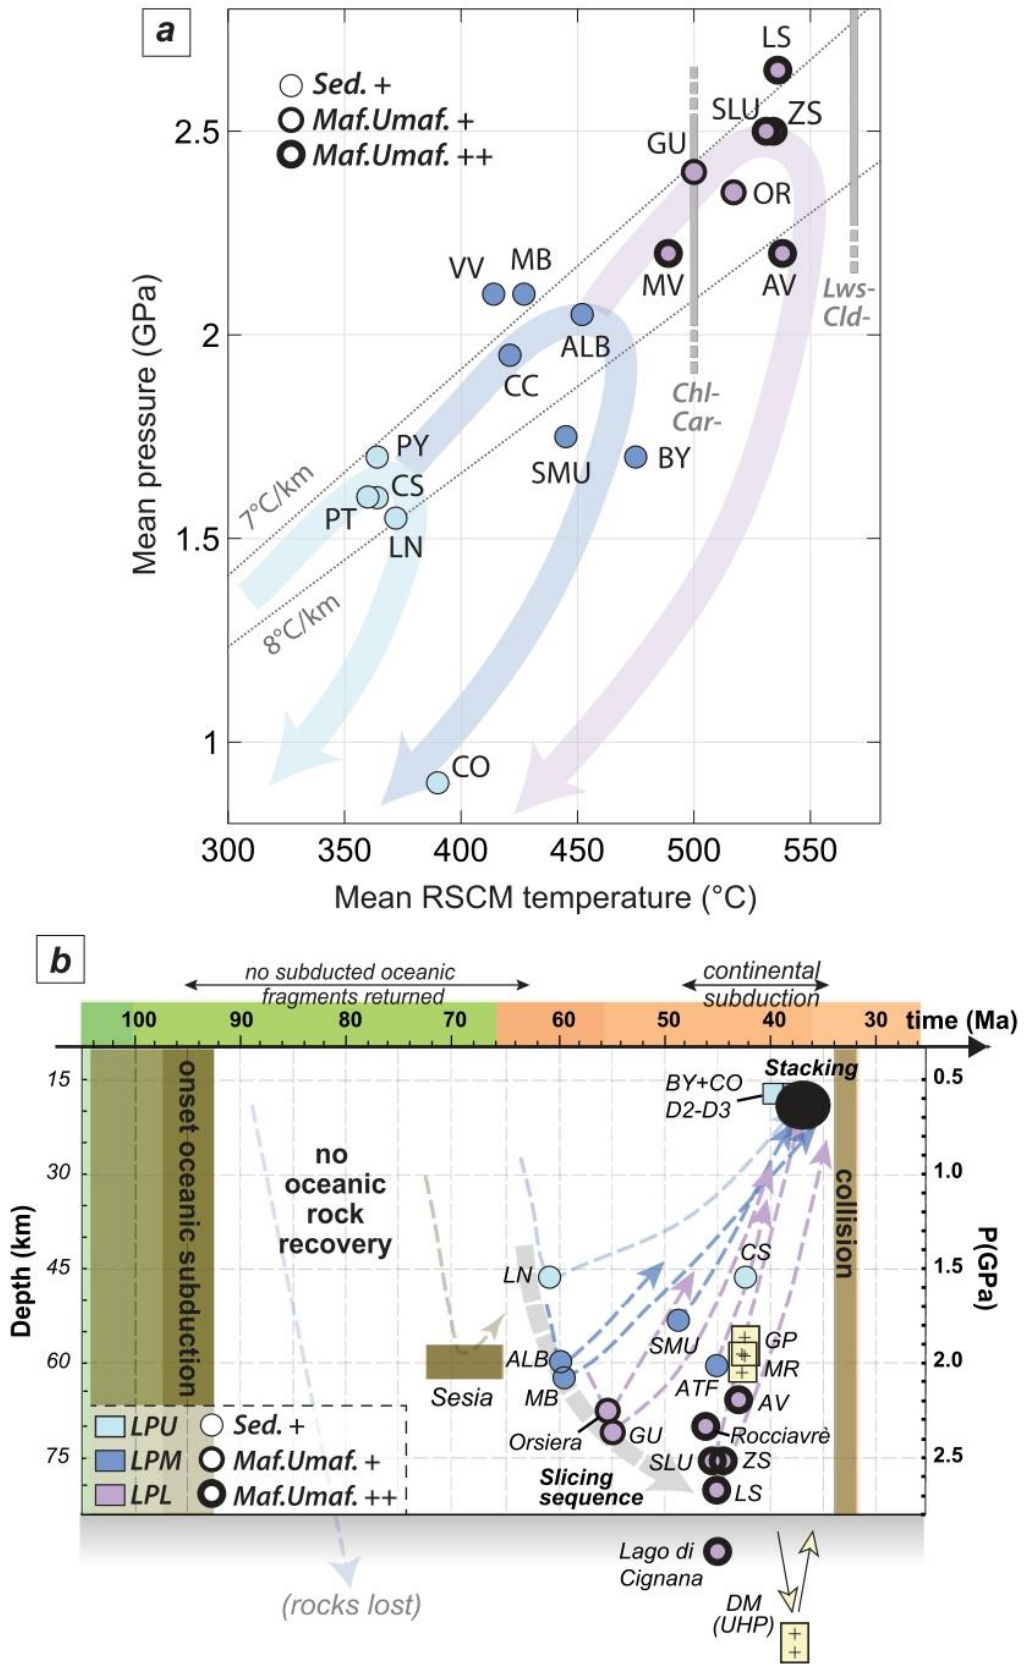 a
LS
Sed. +
Maf.Umaf. +
Maf.Umaf. ++
SLU
ZS
2.5
GU
OR
VV
MB
MV
AV
Lws-
Cld-
2
ALB
CC
Chl-
Car-
PY
SMU
BY
CS
7°C/km
PT
1.5
LN
8°C/km
Mean pressure (GPa)
1
CO
300
350
400
450
500
550
Mean RSCM temperature (°C)
b
no subducted oceanic
fragments returned
continental
subduction
100
90
80
70
60
50
40
30
time (Ma)
15
onset oceanic subduction
BY+CO
D2-D3
Stacking
0.5
no
oceanic
rock
recovery
30
1.0
collision
Depth (km)
P(GPa)
CS
45
LN
1.5
SMU
GP
60
ALB
2.0
MR
Sesia
MB
ATF
AV
LPU
Sed. +
Orsiera
GU
Rocciavrè
LPM
Maf.Umaf. +
75
SLU
ZS
2.5
LPL
Maf.Umaf. ++
Slicing
sequence
LS
Lago di
Cignana
(rocks lost)
DM
(UHP)